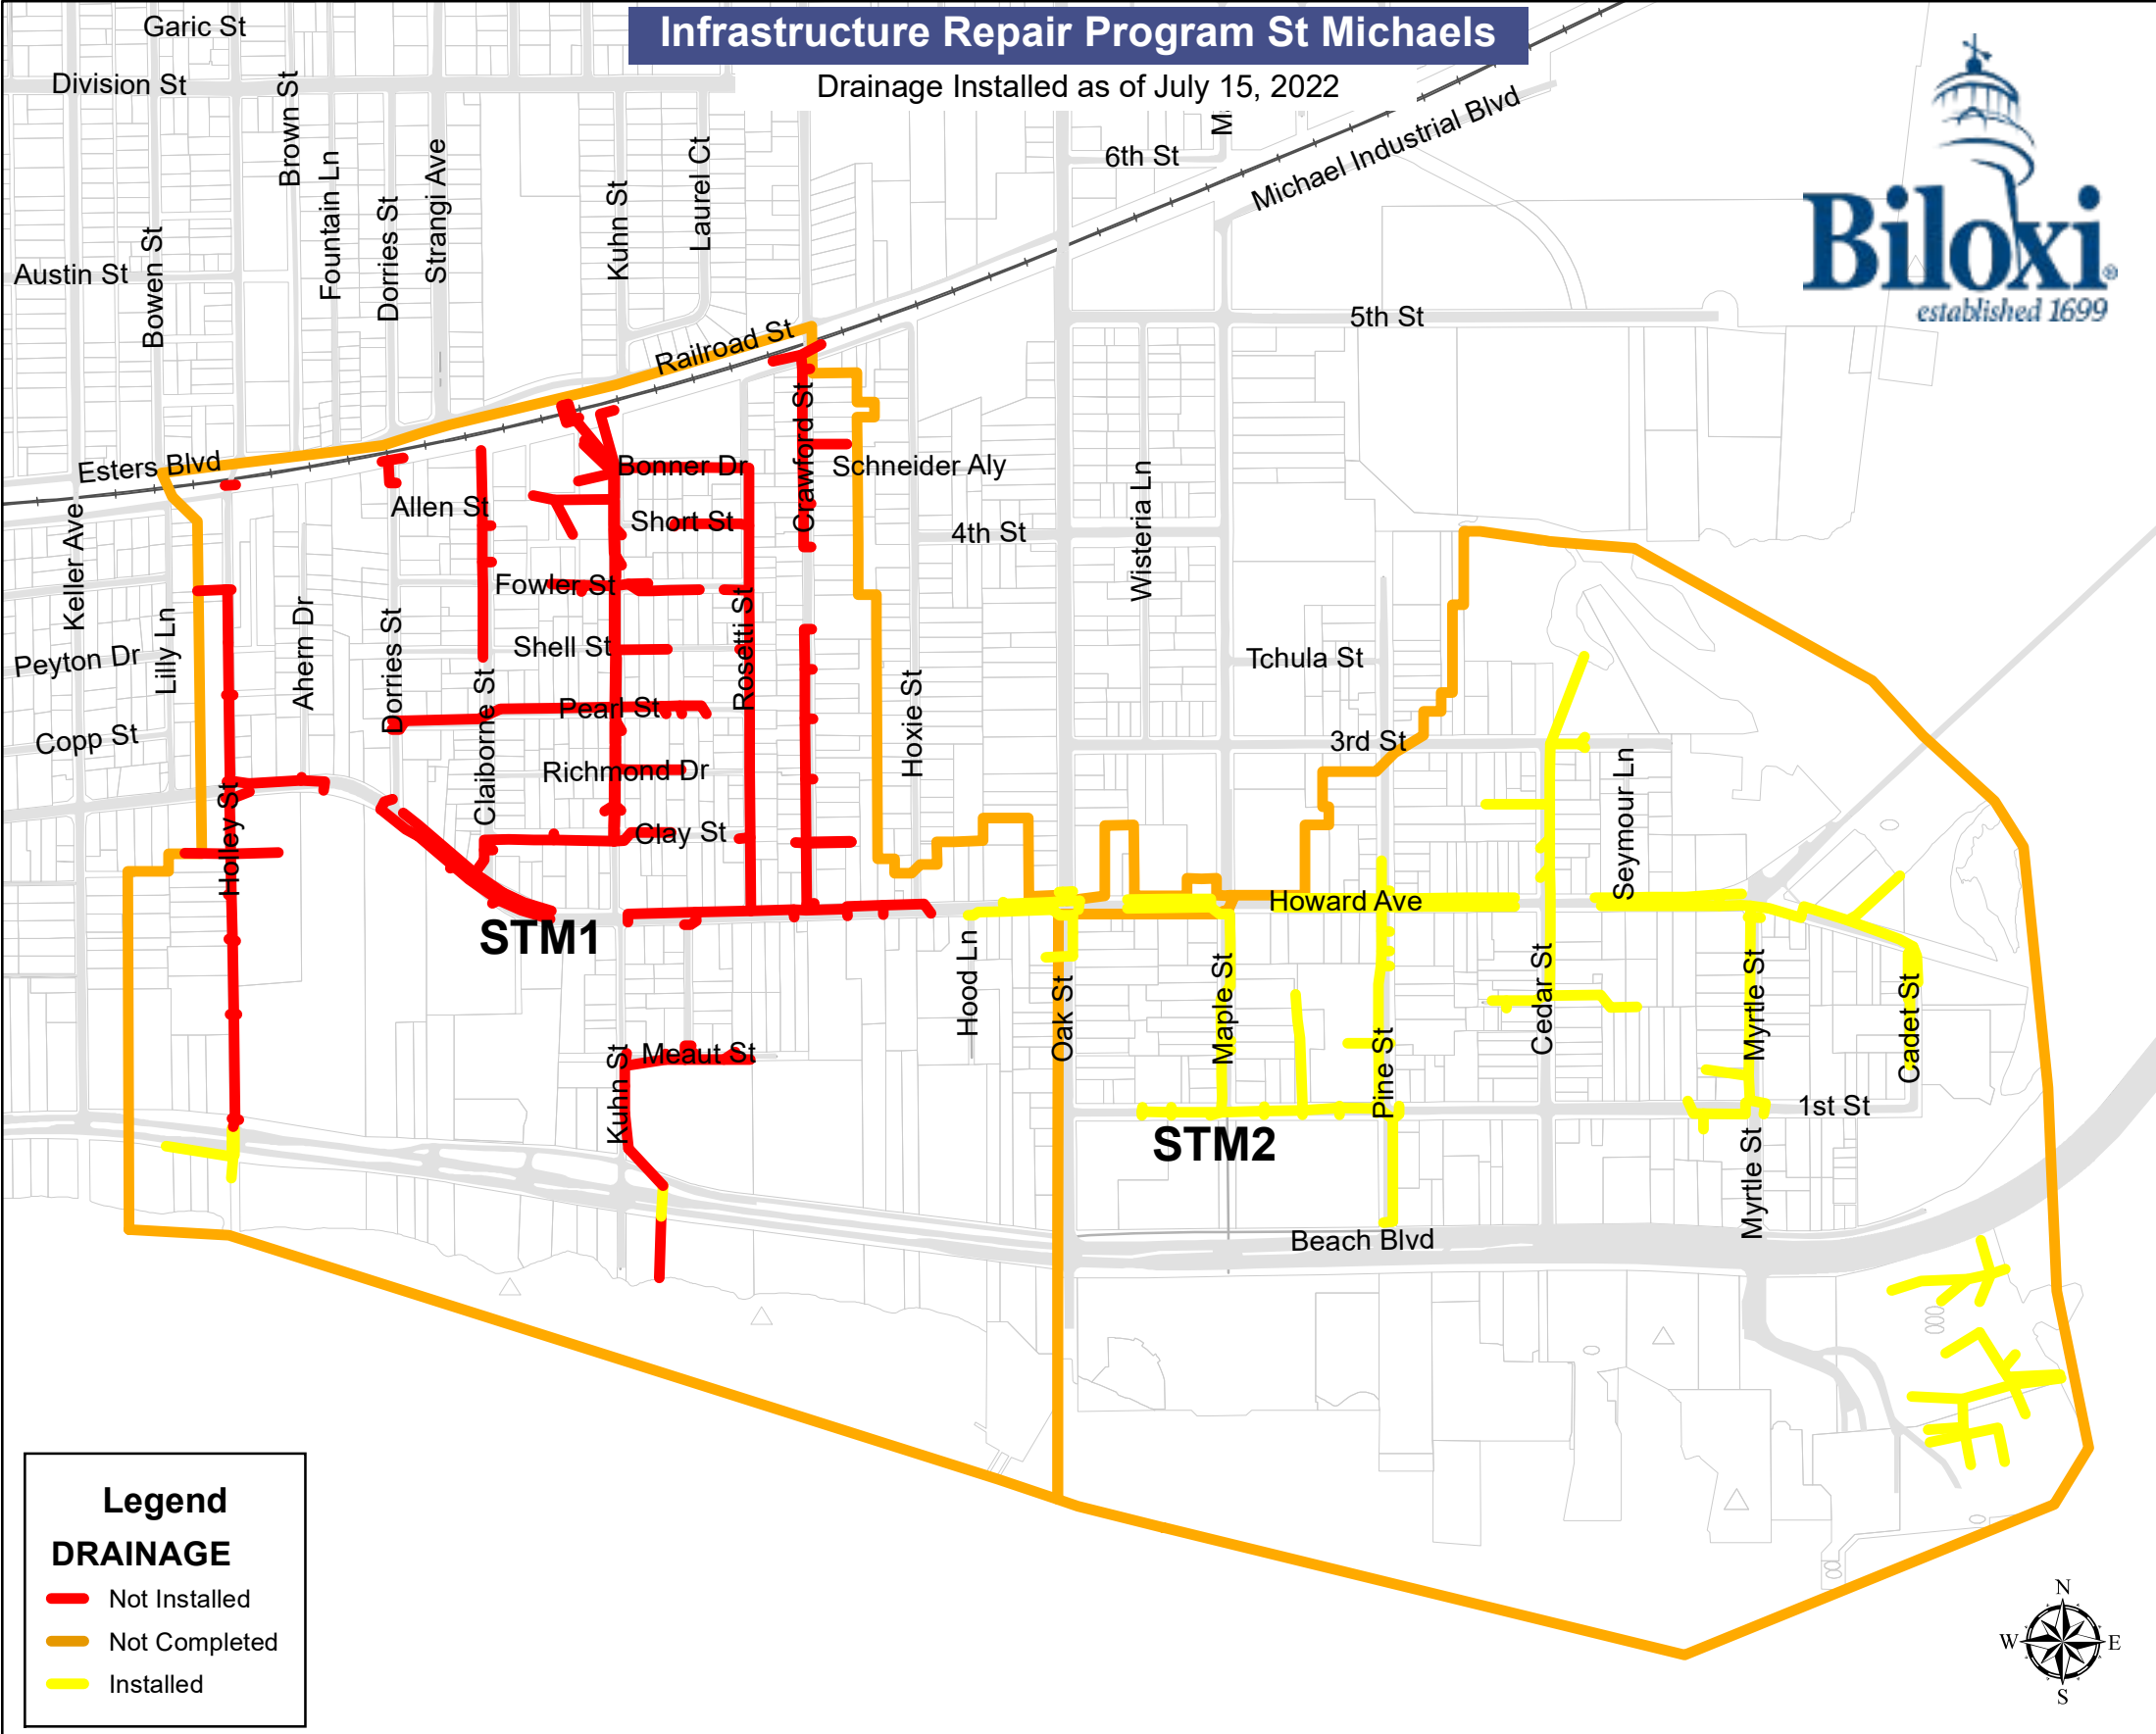 Infrastructure Repair Program St Michaels
Drainage Installed as of July 15, 2022
Biloxi®
established 1699
Garic St
Division St
Brown St
Fountain Ln
Dorries St
Strangi Ave
Kuhn St
Laurel Ct
M
6th St
Michael Industrial Blvd
Austin St
Bowen St
Railroad St
5th St
Esters Blvd
Keller Ave
Allen St
Bonner Dr
Short St
Crawford St
Schneider Aly
4th St
Wisteria Ln
Fowler St
Shell St
Rosetti St
Peyton Dr
Lilly Ln
Ahern Dr
Dorries St
Claiborne St
Pearl St
Hoxie St
Tchula St
Copp St
Richmond Dr
3rd St
Seymour Ln
Holley St
Clay St
Howard Ave
STM1
Hood Ln
Oak St
Maple St
Pine St
Cedar St
Myrtle St
Cadet St
Kuhn St
Meaut St
1st St
STM2
Myrtle St
Beach Blvd
Legend
DRAINAGE
Not Installed
Not Completed
Installed
N
W E
S